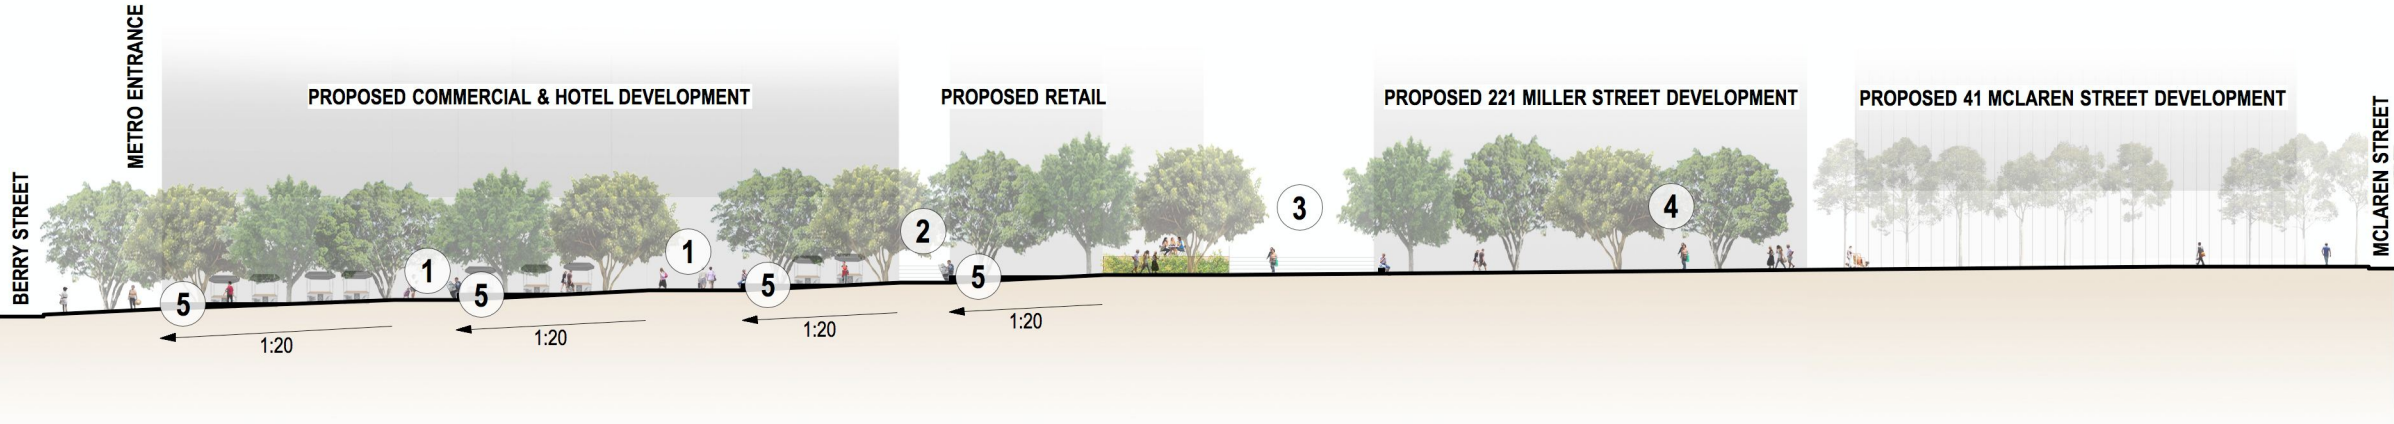 BERRY STREET
METRO ENTRANCE
PROPOSED COMMERCIAL & HOTEL DEVELOPMENT
PROPOSED RETAIL
PROPOSED 221 MILLER STREET DEVELOPMENT
PROPOSED 41 MCLAREN STREET DEVELOPMENT
MCLAREN STREET
5
1
5
1
5
2
5
3
4
1:20
1:20
1:20
1:20